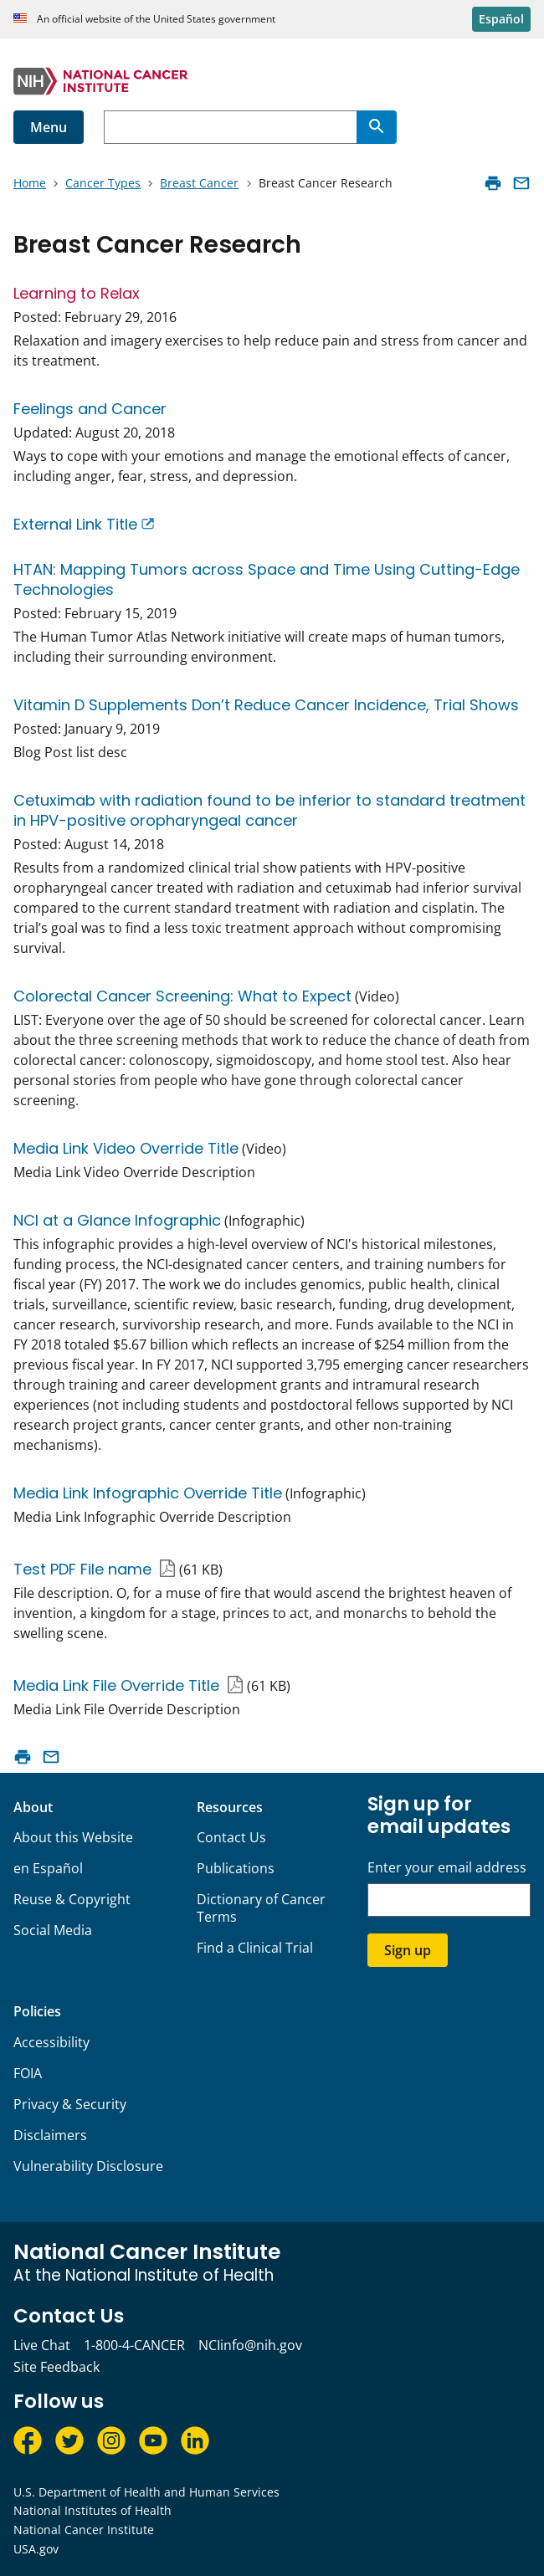 An official website of the United States government
Español
NIH NATIONAL CANCER
INSTITUTE
Menu
Home > Cancer Types > Breast Cancer > Breast Cancer Research
Breast Cancer Research
Learning to Relax
Posted: February 29, 2016
Relaxation and imagery exercises to help reduce pain and stress from cancer and
its treatment.
Feelings and Cancer
Updated: August 20, 2018
Ways to cope with your emotions and manage the emotional effects of cancer,
including anger, fear, stress, and depression.
External Link Title
HTAN: Mapping Tumors across Space and Time Using Cutting-Edge
Technologies
Posted: February 15, 2019
The Human Tumor Atlas Network initiative will create maps of human tumors,
including their surrounding environment.
Vitamin D Supplements Don’t Reduce Cancer Incidence, Trial Shows
Posted: January 9, 2019
Blog Post list desc
Cetuximab with radiation found to be inferior to standard treatment
in HPV-positive oropharyngeal cancer
Posted: August 14, 2018
Results from a randomized clinical trial show patients with HPV-positive
oropharyngeal cancer treated with radiation and cetuximab had inferior survival
compared to the current standard treatment with radiation and cisplatin. The
trial’s goal was to find a less toxic treatment approach without compromising
survival.
Colorectal Cancer Screening: What to Expect (Video)
LIST: Everyone over the age of 50 should be screened for colorectal cancer. Learn
about the three screening methods that work to reduce the chance of death from
colorectal cancer: colonoscopy, sigmoidoscopy, and home stool test. Also hear
personal stories from people who have gone through colorectal cancer
screening.
Media Link Video Override Title (Video)
Media Link Video Override Description
NCI at a Glance Infographic (Infographic)
This infographic provides a high-level overview of NCI's historical milestones,
funding process, the NCI-designated cancer centers, and training numbers for
fiscal year (FY) 2017. The work we do includes genomics, public health, clinical
trials, surveillance, scientific review, basic research, funding, drug development,
cancer research, survivorship research, and more. Funds available to the NCI in
FY 2018 totaled $5.67 billion which reflects an increase of $254 million from the
previous fiscal year. In FY 2017, NCI supported 3,795 emerging cancer researchers
through training and career development grants and intramural research
experiences (not including students and postdoctoral fellows supported by NCI
research project grants, cancer center grants, and other non-training
mechanisms).
Media Link Infographic Override Title (Infographic)
Media Link Infographic Override Description
Test PDF File name (61 KB)
File description. O, for a muse of fire that would ascend the brightest heaven of
invention, a kingdom for a stage, princes to act, and monarchs to behold the
swelling scene.
Media Link File Override Title (61 KB)
Media Link File Override Description
About
About this Website
en Español
Reuse & Copyright
Social Media
Resources
Contact Us
Publications
Dictionary of Cancer
Terms
Find a Clinical Trial
Sign up for
email updates
Enter your email address
Sign up
Policies
Accessibility
FOIA
Privacy & Security
Disclaimers
Vulnerability Disclosure
National Cancer Institute
At the National Institute of Health
Contact Us
Live Chat 1-800-4-CANCER NCIinfo@nih.gov
Site Feedback
Follow us
U.S. Department of Health and Human Services
National Institutes of Health
National Cancer Institute
USA.gov